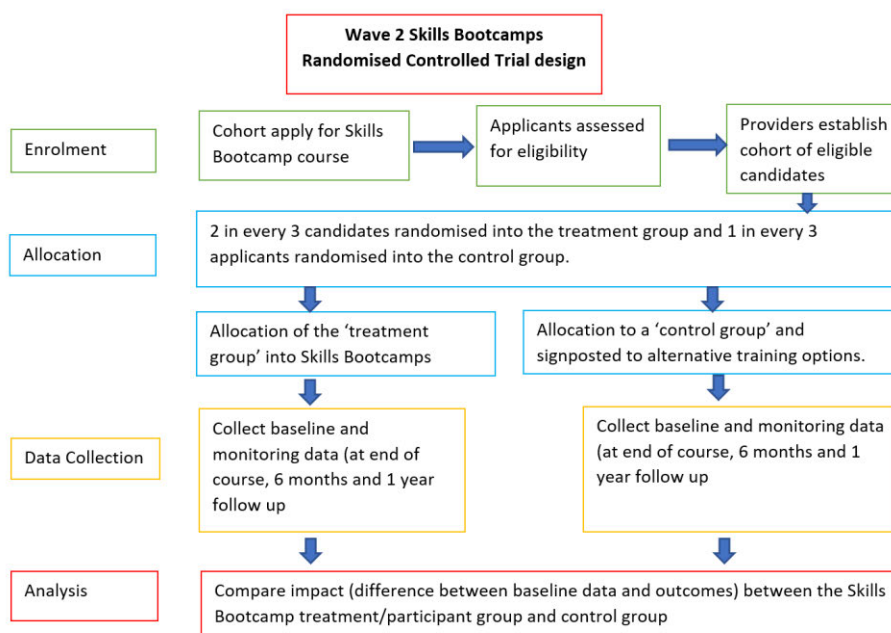 Wave 2 Skills Bootcamps
Randomised Controlled Trial design
Enrolment
Cohort apply for Skills
Bootcamp course
Applicants assessed
for eligibility
Providers establish
cohort of eligible
candidates
Allocation
2 in every 3 candidates randomised into the treatment group and 1 in every 3
applicants randomised into the control group.
Allocation of the ‘treatment
group’ into Skills Bootcamps
Allocation to a ‘control group’ and
signposted to alternative training options.
Data Collection
Collect baseline and
monitoring data (at end of
course, 6 months and 1 year
follow up
Collect baseline and monitoring data
(at end of course, 6 months and 1
year follow up
Analysis
Compare impact (difference between baseline data and outcomes) between the Skills
Bootcamp treatment/participant group and control group